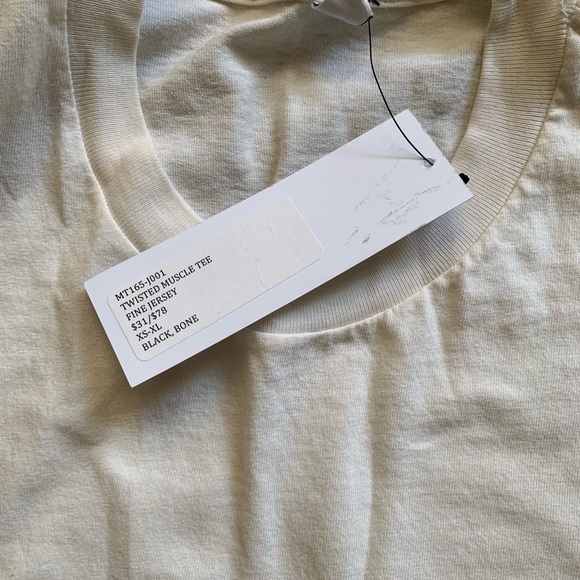 MT165-J001
TWISTED MUSCLE TEE
FINE JERSEY
$31/$78
XS-XL
BLACK, BONE